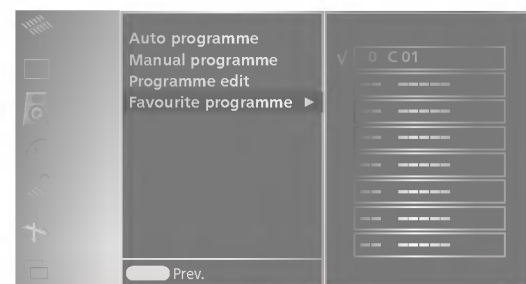 Auto programme
Manual programme
Programme edit
Favourite programme ►
Prev.
√ 0 C 01
-- -----
-- -----
-- -----
-- -----
-- -----
-- -----
-- -----